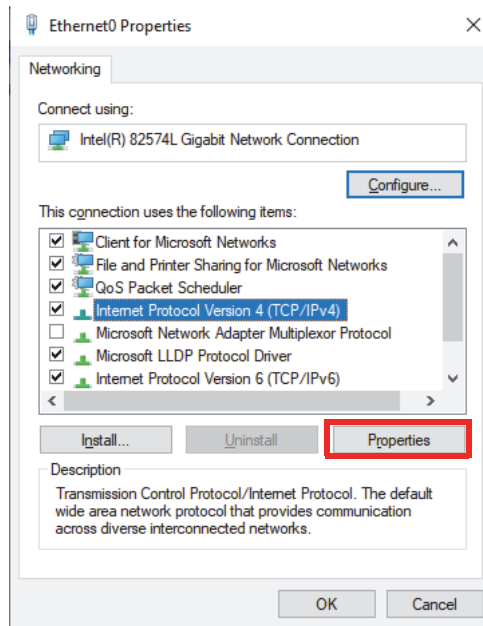 Ethernet0 Properties
Networking
Connect using:
Intel(R) 82574L Gigabit Network Connection
Configure...
This connection uses the following items:
Client for Microsoft Networks
File and Printer Sharing for Microsoft Networks
QoS Packet Scheduler
Internet Protocol Version 4 (TCP/IPv4)
Microsoft Network Adapter Multiplexor Protocol
Microsoft LLDP Protocol Driver
Internet Protocol Version 6 (TCP/IPv6)
Install...
Uninstall
Properties
Description
Transmission Control Protocol/Internet Protocol. The default
wide area network protocol that provides communication
across diverse interconnected networks.
OK
Cancel